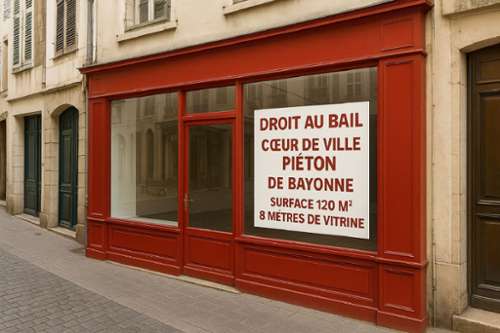 DROIT AU BAIL
CŒUR DE VILLE
PIÉTON
DE BAYONNE
SURFACE 120 M²
8 MÈTRES DE VITRINE